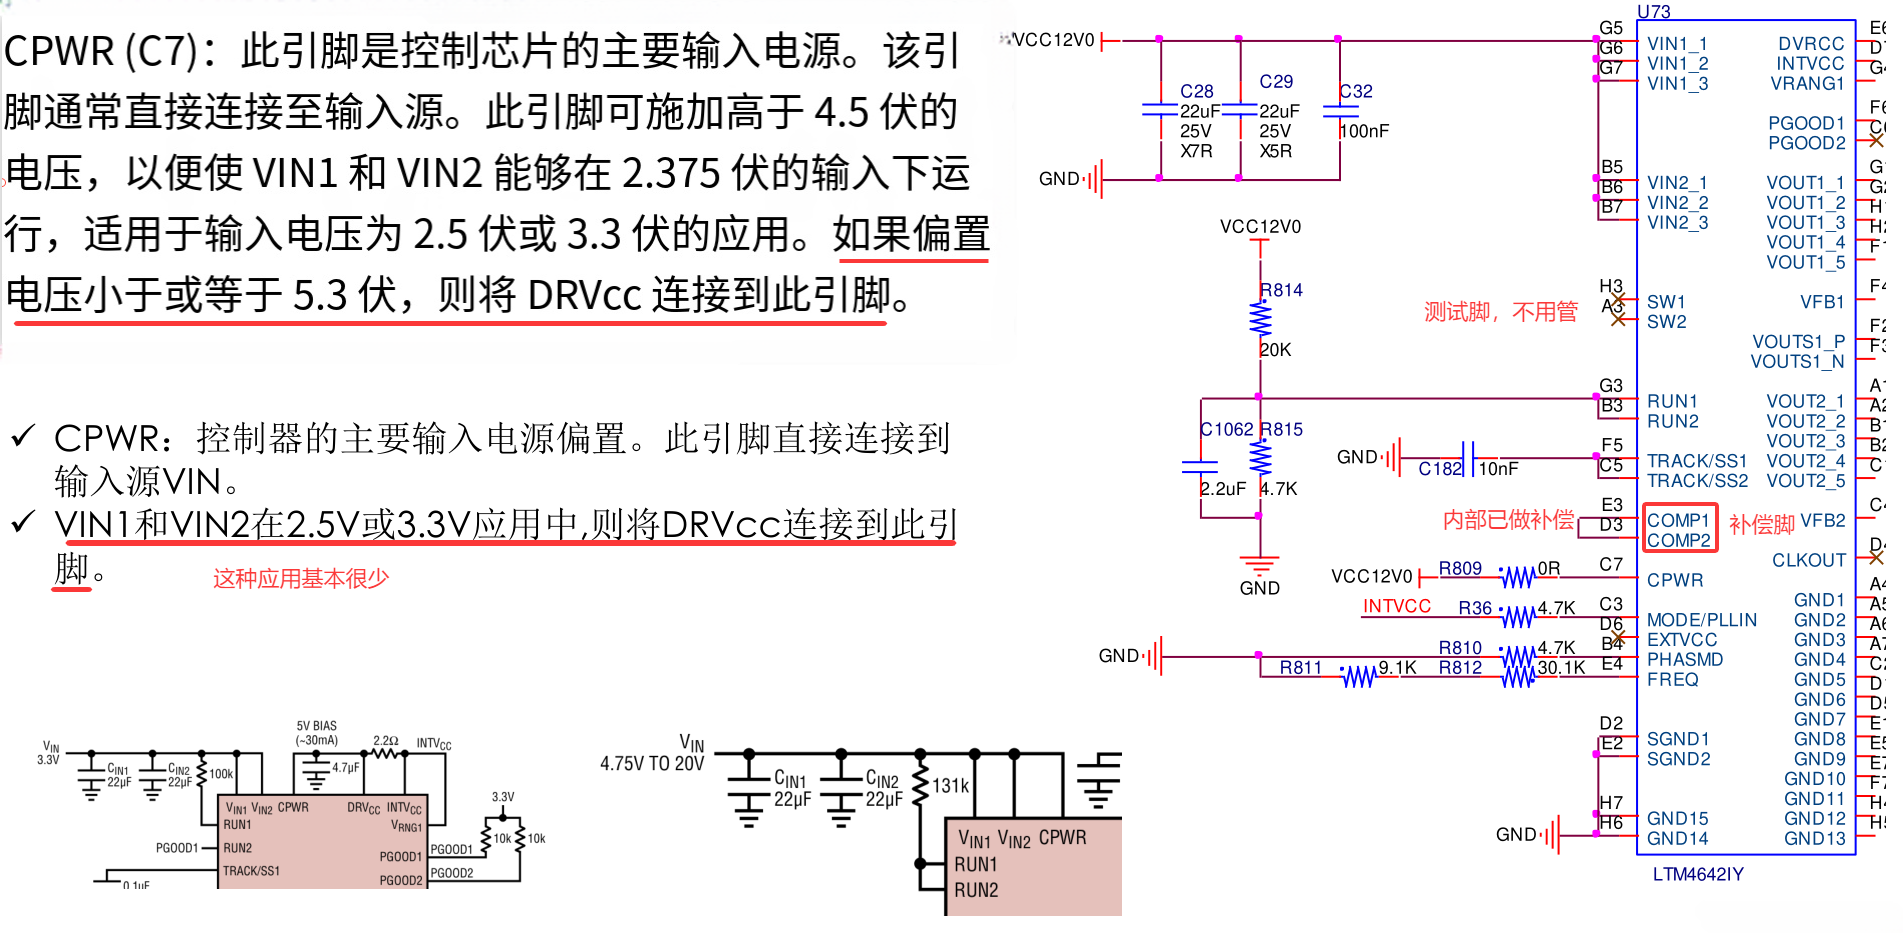 CPWR (C7)：此引脚是控制芯片的主要输入电源。该引
脚通常直接连接至输入源。此引脚可施加高于 4.5 伏的
电压，以便使 VIN1 和 VIN2 能够在 2.375 伏的输入下运
行，适用于输入电压为 2.5 伏或 3.3 伏的应用。如果偏置
电压小于或等于 5.3 伏，则将 DRVcc 连接到此引脚。
✓ CPWR：控制器的主要输入电源偏置。此引脚直接连接到
输入源VIN。
✓ VIN1和VIN2在2.5V或3.3V应用中,则将DRVcc连接到此引
脚。
这种应用基本很少
VIN
3.3V
CIN1
22µF
CIN2
22µF
100k
5V BIAS
(~30mA)
4.7µF
2.2Ω
INTVCC
VIN1 VIN2 CPWR DRVCC INTVCC
VRNG1
RUN1
RUN2
TRACK/SS1
PGOOD1
PGOOD1
PGOOD2
PGOOD1
PGOOD2
3.3V
10k
10k
0.1µF
VIN
4.75V TO 20V
CIN1
22µF
CIN2
22µF
131k
VIN1 VIN2 CPWR
RUN1
RUN2
VCC12V0
C28
22uF
25V
X7R
C29
22uF
25V
X5R
C32
100nF
GND
VCC12V0
R814
20K
C1062
2.2uF
R815
4.7K
GND
测试脚，不用管
GND
C182
10nF
内部已做补偿
补偿脚
VCC12V0
R809
0R
INTVCC
R36
4.7K
GND
R810
4.7K
R811
9.1K
R812
30.1K
GND
U73
G5 VIN1_1
G6 VIN1_2
G7 VIN1_3
B5 VIN2_1
B6 VIN2_2
B7 VIN2_3
H3 SW1
A3 SW2
G3 RUN1
B3 RUN2
F5 TRACK/SS1
C5 TRACK/SS2
E3 COMP1
D3 COMP2
C7 CPWR
C3 MODE/PLLIN
D6 EXTVCC
B4 PHASMD
E4 FREQ
D2 SGND1
E2 SGND2
H7 GND15
H6 GND14
DVRCC
INTVCC
VRANG1
PGOOD1
PGOOD2
VOUT1_1
VOUT1_2
VOUT1_3
VOUT1_4
VOUT1_5
VFB1
VOUTS1_P
VOUTS1_N
VOUT2_1
VOUT2_2
VOUT2_3
VOUT2_4
VOUT2_5
VFB2
CLKOUT
GND1
GND2
GND3
GND4
GND5
GND6
GND7
GND8
GND9
GND10
GND11
GND12
GND13
LTM4642IY